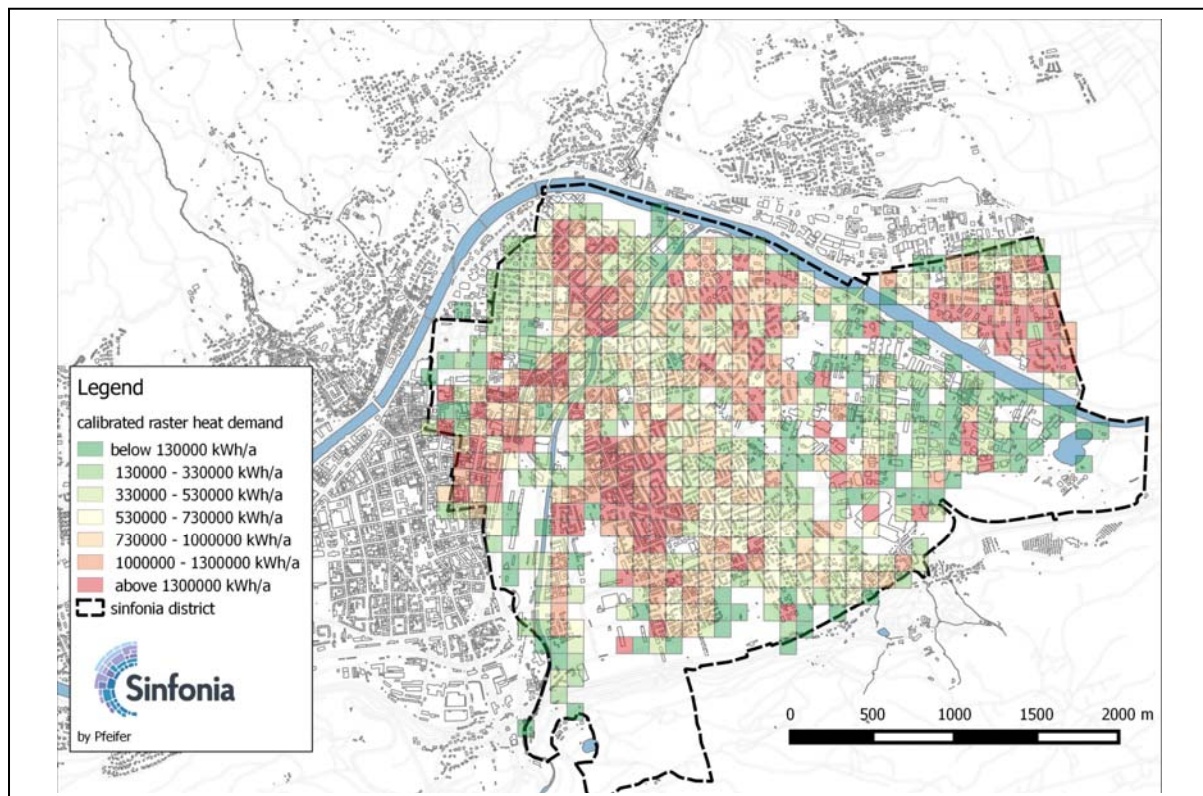 Legend
calibrated raster heat demand
below 130000 kWh/a
130000 - 330000 kWh/a
330000 - 530000 kWh/a
530000 - 730000 kWh/a
730000 - 1000000 kWh/a
1000000 - 1300000 kWh/a
above 1300000 kWh/a
sinfonia district
Sinfonia
by Pfeifer
0 500 1000 1500 2000 m